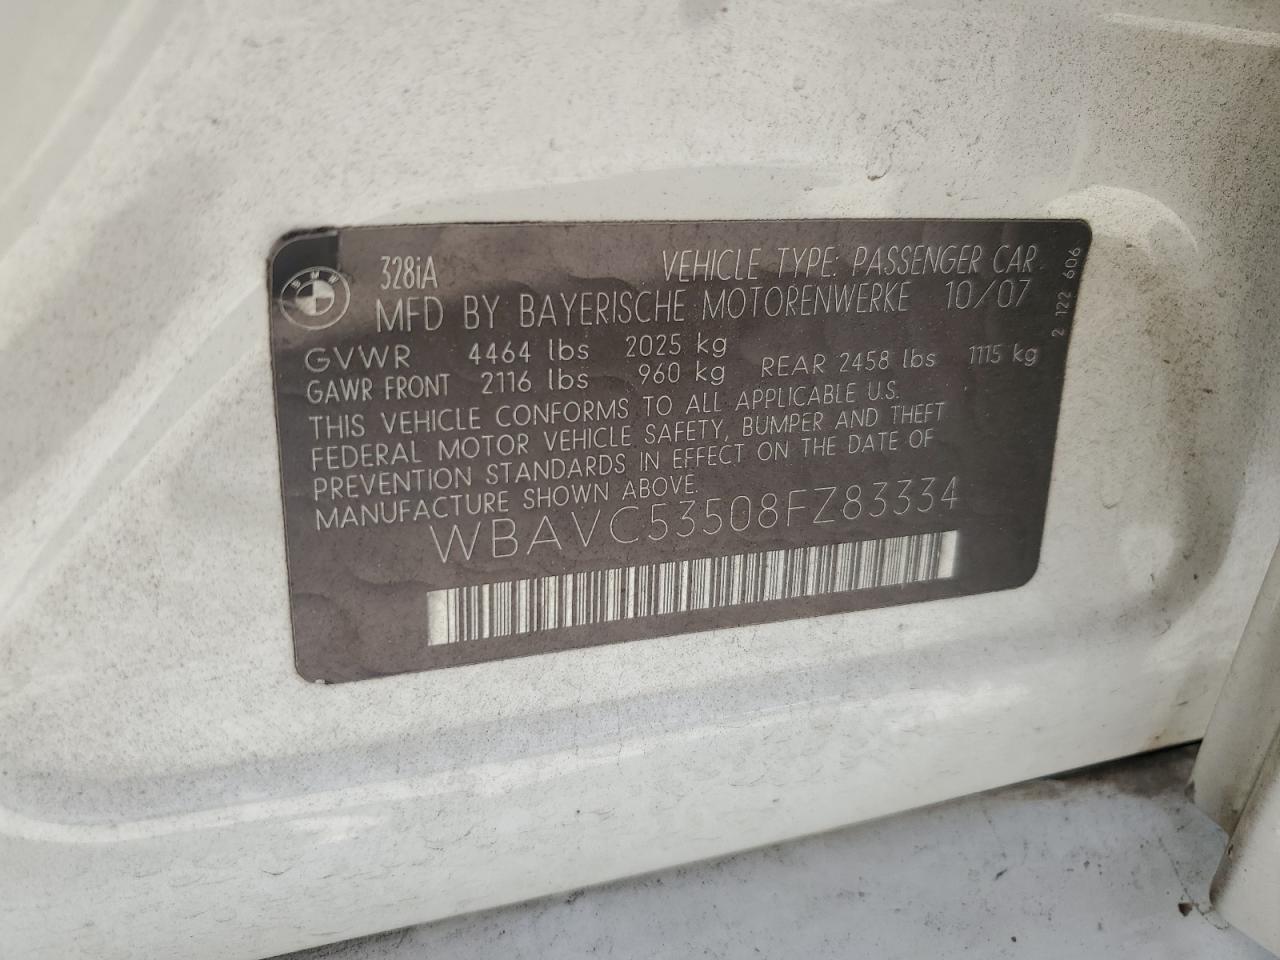 BMW
328iA VEHICLE TYPE: PASSENGER CAR
MFD BY BAYERISCHE MOTORENWERKE 10/07
GVWR 4464 lbs 2025 kg
GAWR FRONT 2116 lbs 960 kg REAR 2458 lbs 1115 kg
THIS VEHICLE CONFORMS TO ALL APPLICABLE U.S.
FEDERAL MOTOR VEHICLE SAFETY, BUMPER AND THEFT
PREVENTION STANDARDS IN EFFECT ON THE DATE OF
MANUFACTURE SHOWN ABOVE.
WBAVC53508FZ83334
2 122 606